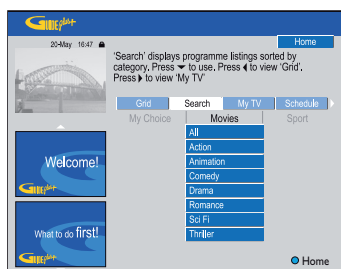 GUIDE plus+
20-May 16:47
Home
'Search' displays programme listings sorted by
category. Press to use. Press to view 'Grid'.
Press to view 'My TV'
Grid Search My TV Schedule
My Choice Movies Sport
All
Action
Animation
Comedy
Drama
Romance
Sci Fi
Thriller
Welcome!
GUIDE plus+
What to do first!
GUIDE plus+
Home